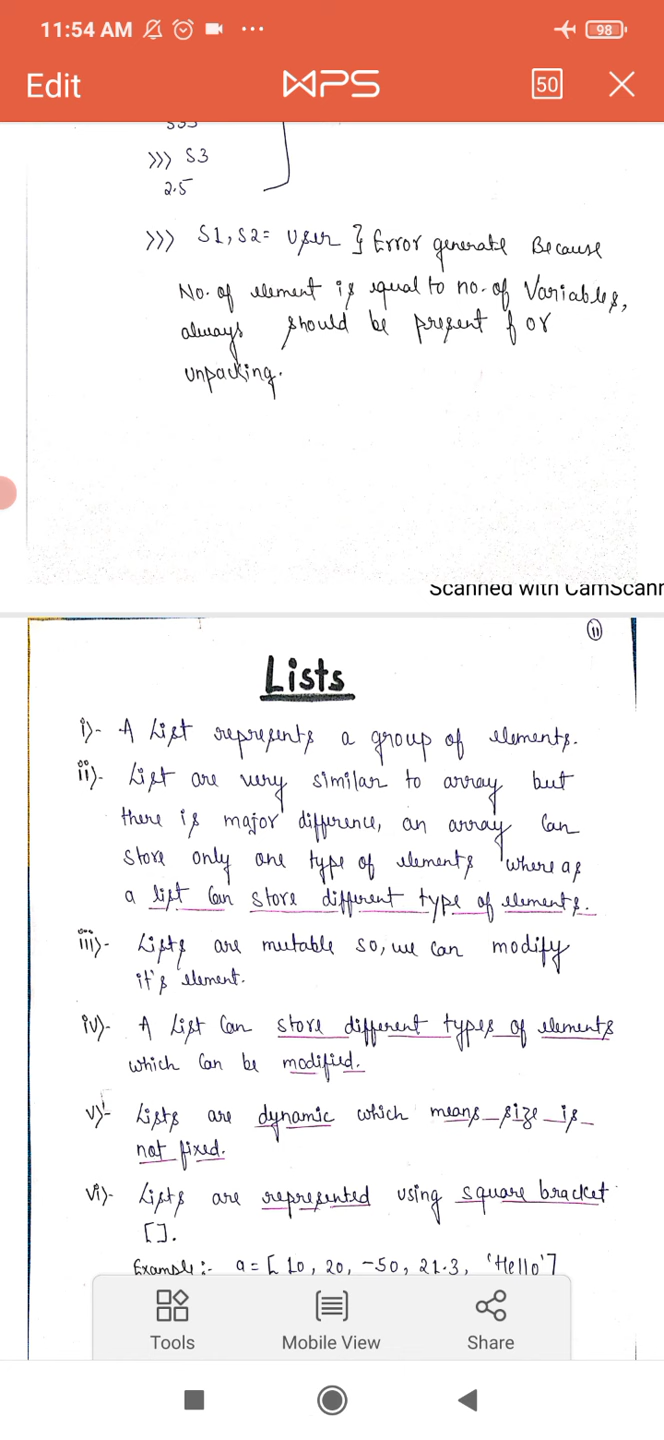 11:54 AM ... 98
Edit WPS 50
>>> S3
2.5
>>> S1, S2 = User } Error generate Because
No. of element is equal to no. of Variables,
always should be present for
unpacking.
Scanned with CamScann
11
Lists
i)- A List represents a group of elements.
ii)- List are very similar to array but
there is major difference, an array Can
store only one type of elements where as
a list Can store different type of elements.
iii)- Lists are mutable so, we can modify
it's element.
iv)- A List Can store different types of elements
which Can be modified.
v)- Lists are dynamic which means size is
not fixed.
vi)- Lists are represented using square bracket
[].
Example:- a = [10, 20, -50, 21.3, 'Hello']
Tools Mobile View Share